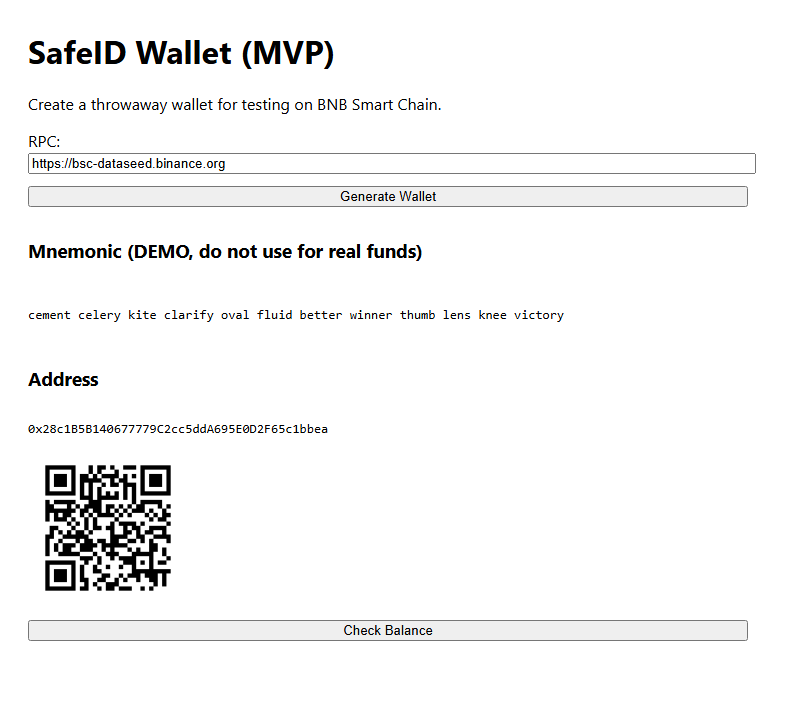 SafeID Wallet (MVP)
Create a throwaway wallet for testing on BNB Smart Chain.
RPC:
https://bsc-dataseed.binance.org
Generate Wallet
Mnemonic (DEMO, do not use for real funds)
cement celery kite clarify oval fluid better winner thumb lens knee victory
Address
0x28c1B5B140677779C2cc5ddA695E0D2F65c1bbea
Check Balance